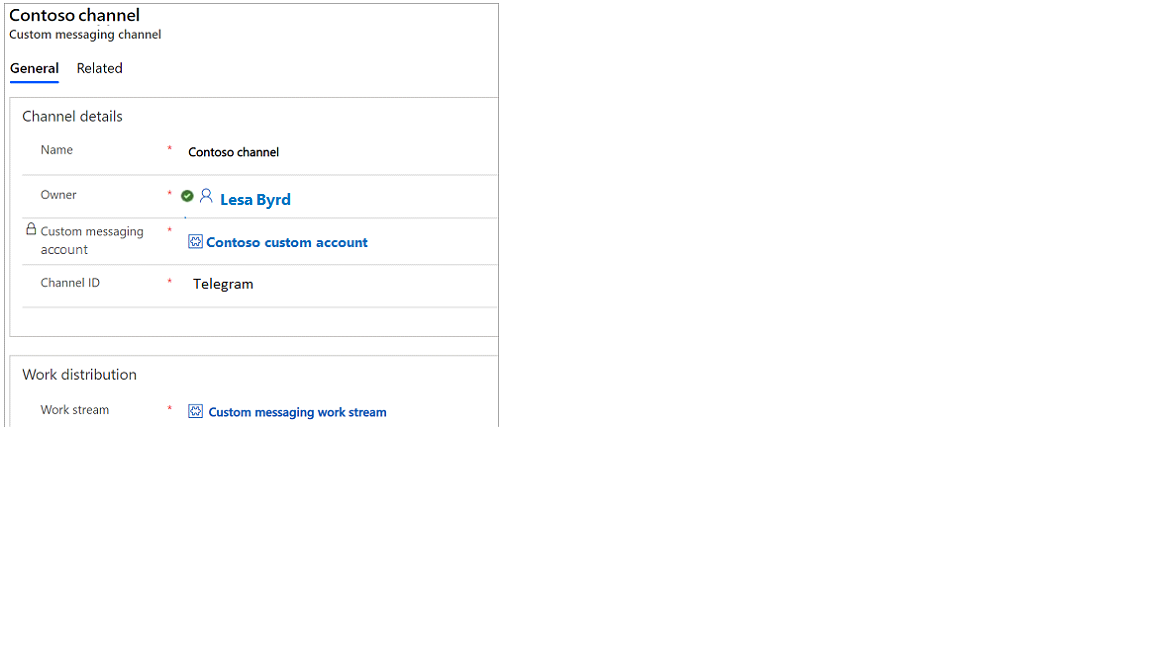 Contoso channel
Custom messaging channel
General Related
Channel details
Name * Contoso channel
Owner * Lesa Byrd
Custom messaging * Contoso custom account
account
Channel ID * Telegram
Work distribution
Work stream * Custom messaging work stream